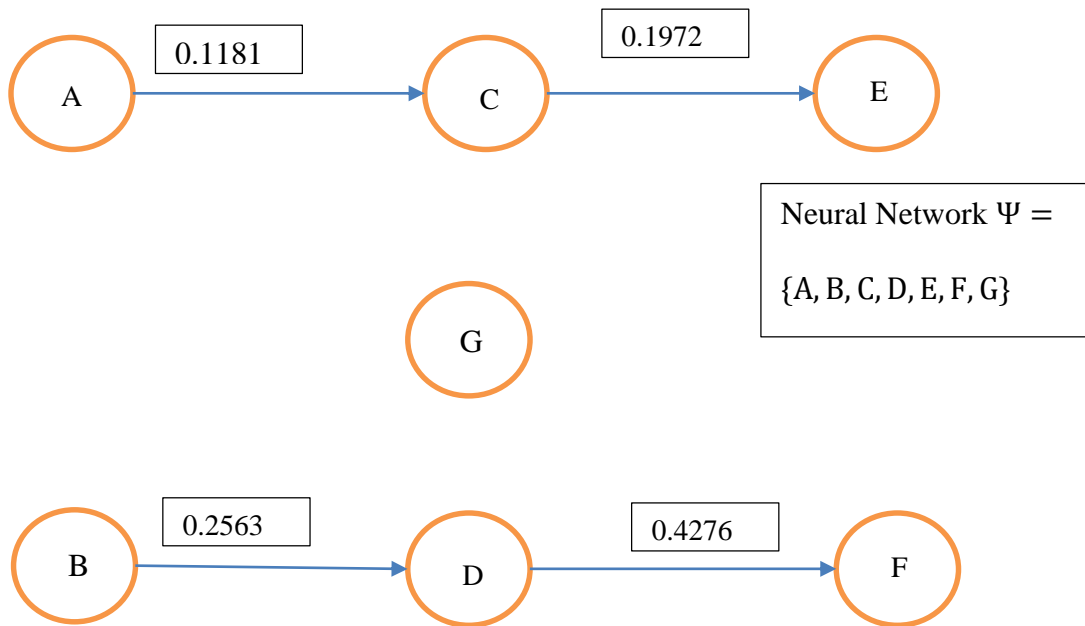 0.1181
0.1972
A
C
E
Neural Network Ψ =
{A, B, C, D, E, F, G}
G
0.2563
0.4276
B
D
F